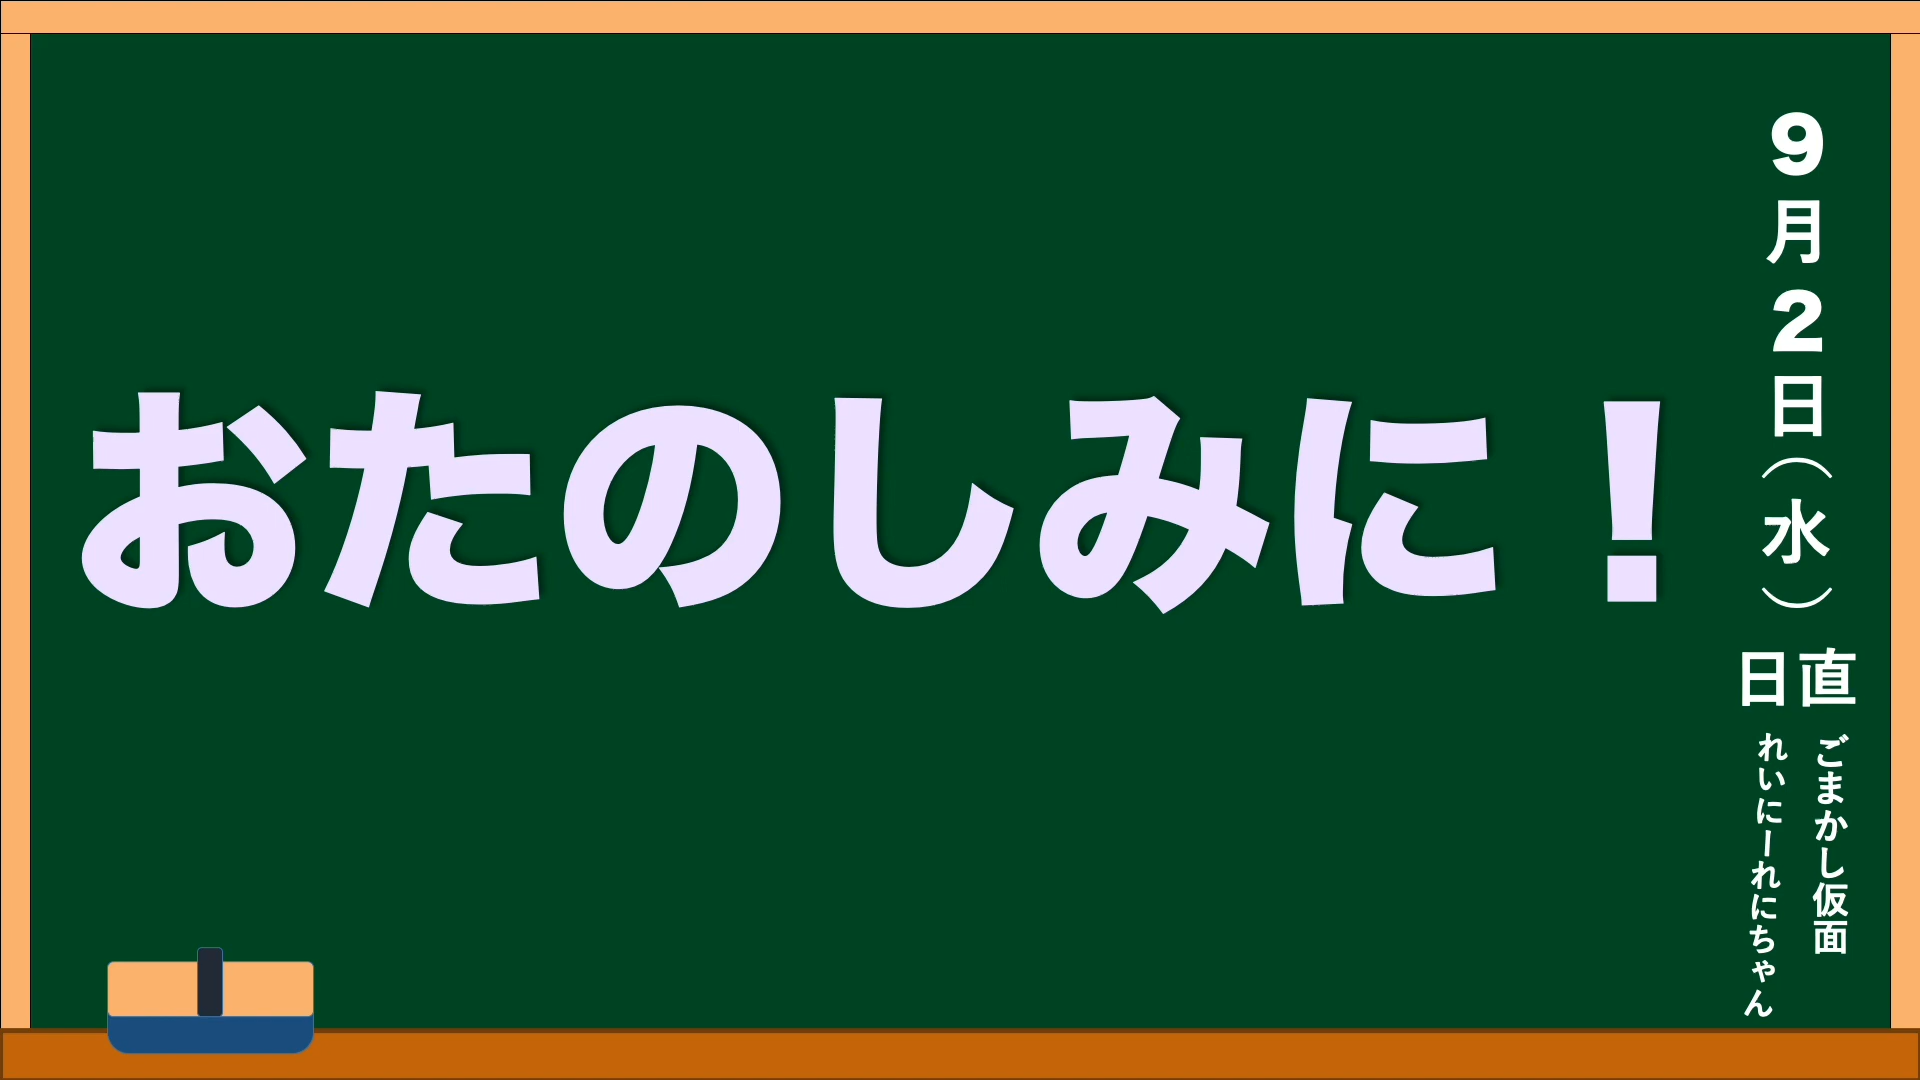 おたのしみに！
9月2日（水）
日直
ごまかし仮面
れいにーれにちゃん